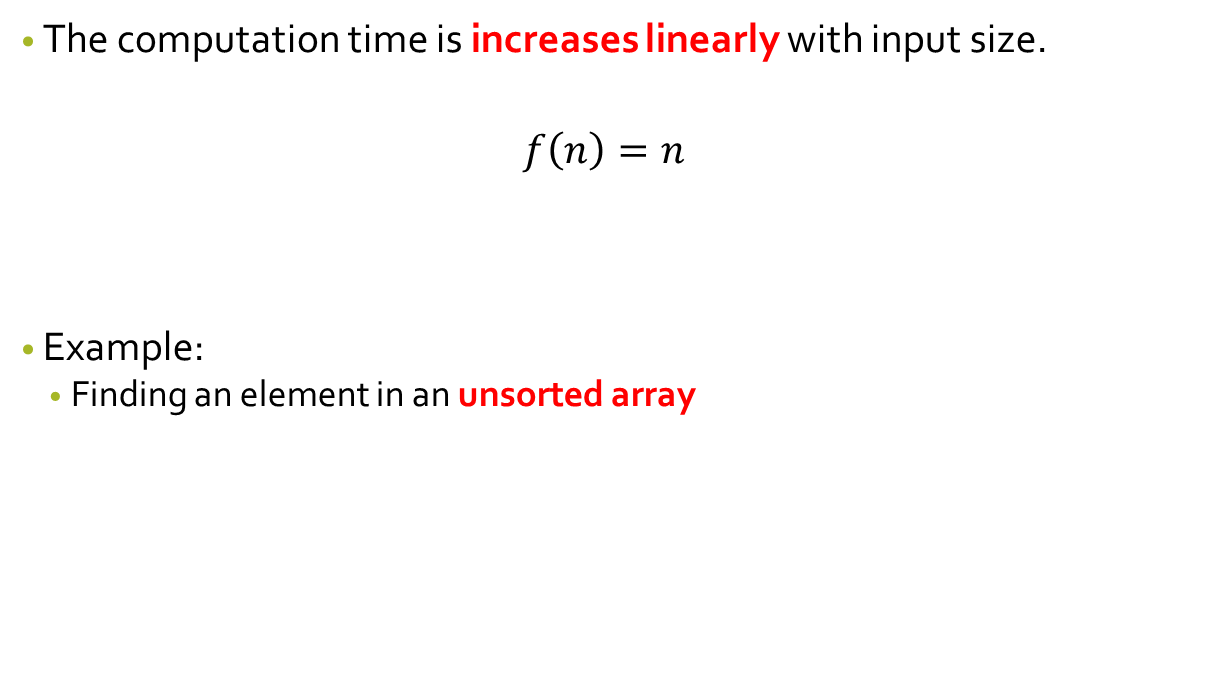 • The computation time is increases linearly with input size.
𝑓(𝑛) = 𝑛
• Example:
• Finding an element in an unsorted array